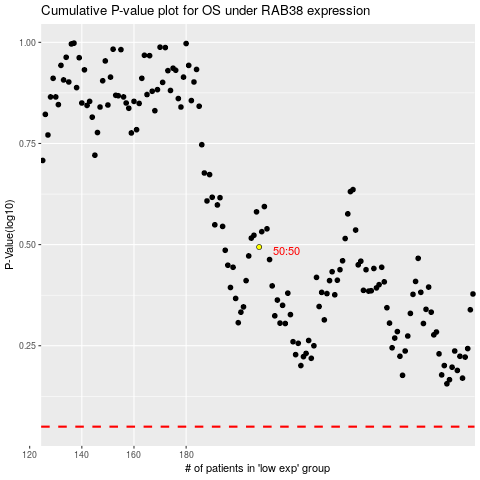 Cumulative P-value plot for OS under RAB38 expression
1.00
0.75
P-Value(log10)
0.50
50:50
0.25
120 140 160 180
# of patients in 'low exp' group